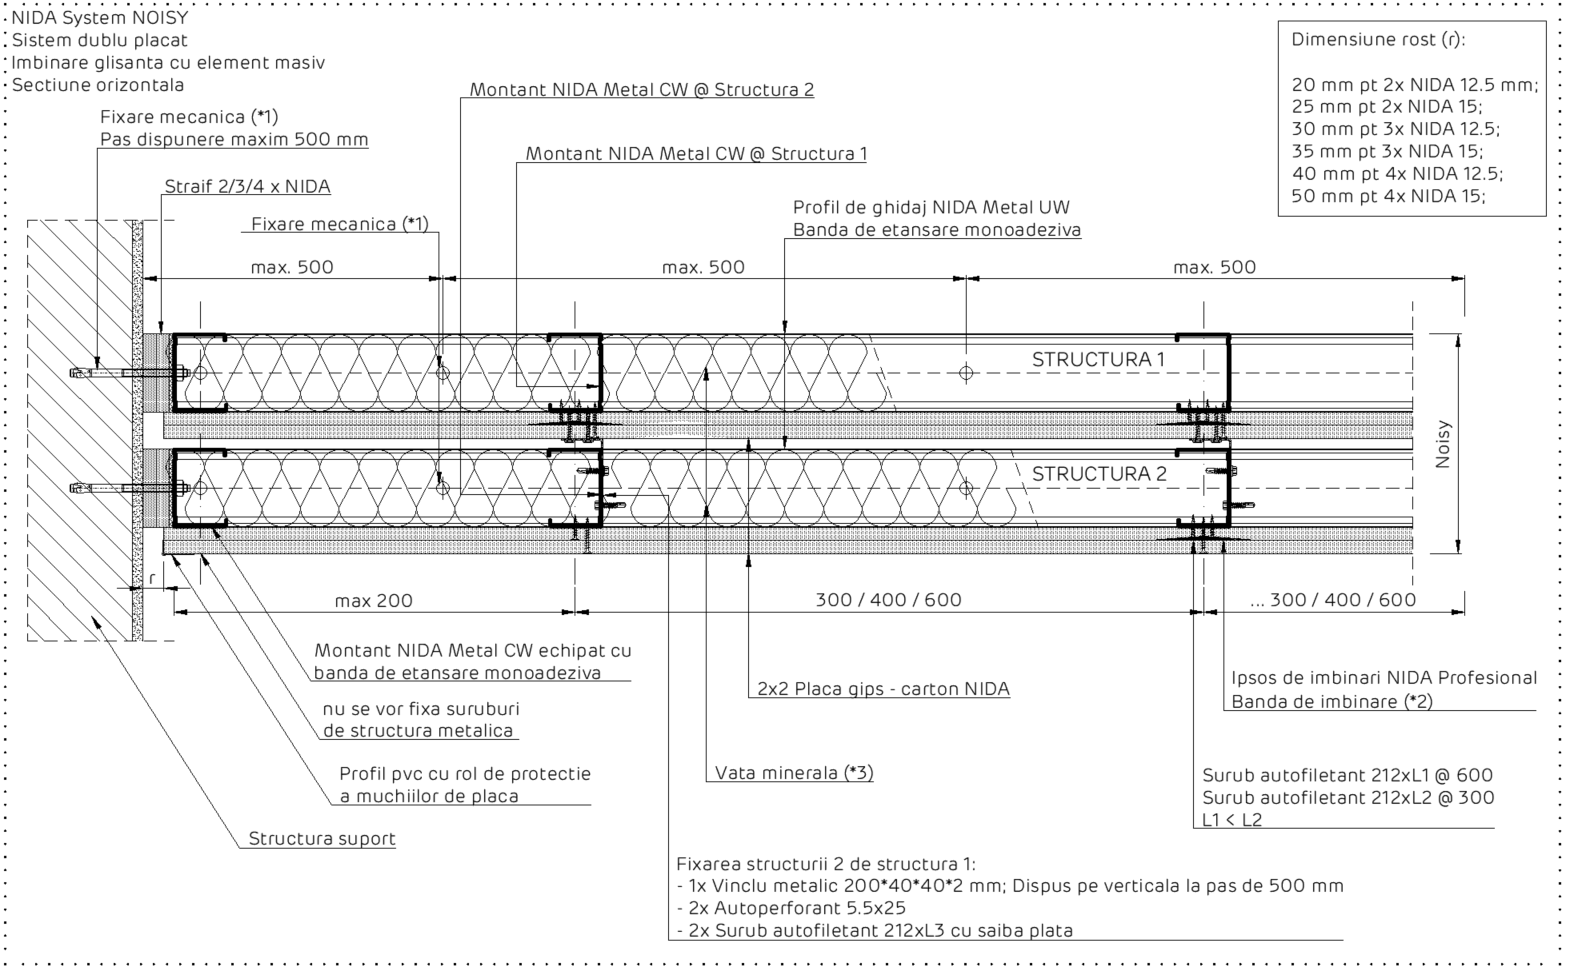 NIDA System NOISY
Sistem dublu placat
Imbinare glisanta cu element masiv
Sectiune orizontala
Dimensiune rost (r):
20 mm pt 2x NIDA 12.5 mm;
25 mm pt 2x NIDA 15;
30 mm pt 3x NIDA 12.5;
35 mm pt 3x NIDA 15;
40 mm pt 4x NIDA 12.5;
50 mm pt 4x NIDA 15;
Montant NIDA Metal CW @ Structura 2
Fixare mecanica (*1)
Pas dispunere maxim 500 mm
Montant NIDA Metal CW @ Structura 1
Straif 2/3/4 x NIDA
Fixare mecanica (*1)
Profil de ghidaj NIDA Metal UW
Banda de etansare monoadeziva
max. 500
max. 500
max. 500
STRUCTURA 1
Noisy
STRUCTURA 2
r
max 200
300 / 400 / 600
... 300 / 400 / 600
Montant NIDA Metal CW echipat cu
banda de etansare monoadeziva
nu se vor fixa suruburi
de structura metalica
Profil pvc cu rol de protectie
a muchiilor de placa
Structura suport
2x2 Placa gips - carton NIDA
Vata minerala (*3)
Ipsos de imbinari NIDA Profesional
Banda de imbinare (*2)
Surub autofiletant 212xL1 @ 600
Surub autofiletant 212xL2 @ 300
L1 < L2
Fixarea structurii 2 de structura 1:
- 1x Vinclu metalic 200*40*40*2 mm; Dispus pe verticala la pas de 500 mm
- 2x Autoperforant 5.5x25
- 2x Surub autofiletant 212xL3 cu saiba plata